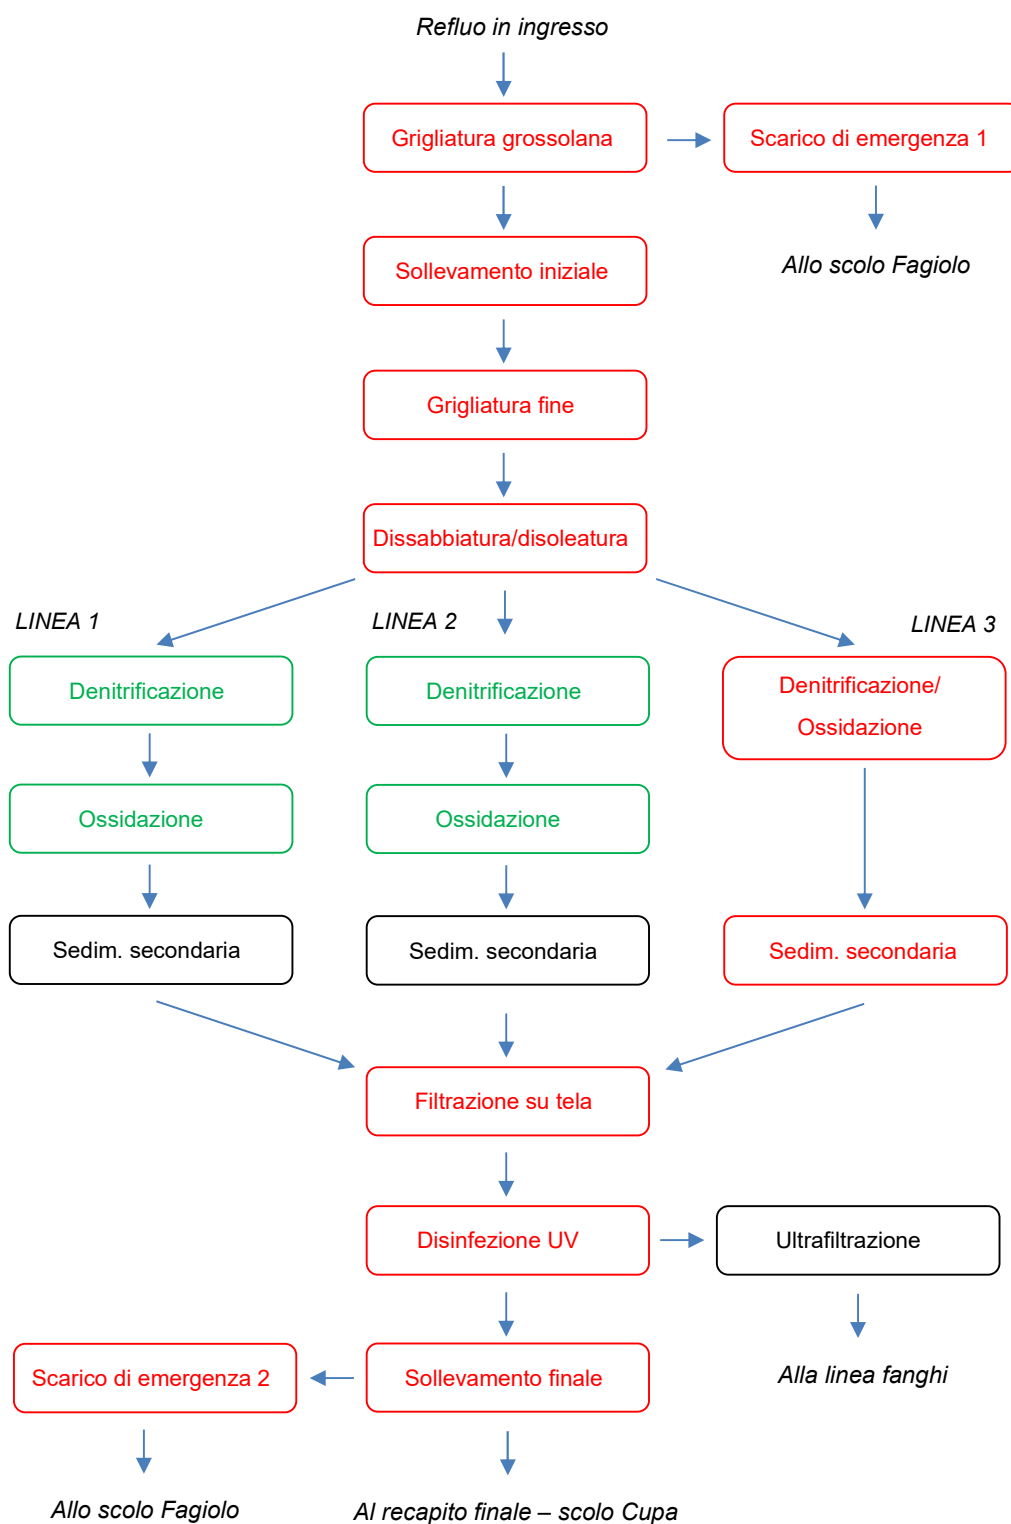 Refluo in ingresso
Grigliatura grossolana
Scarico di emergenza 1
Sollevamento iniziale
Allo scolo Fagiolo
Grigliatura fine
Dissabbiatura/disoleatura
LINEA 1
LINEA 2
LINEA 3
Denitrificazione
Denitrificazione
Denitrificazione/
Ossidazione
Ossidazione
Ossidazione
Sedim. secondaria
Sedim. secondaria
Sedim. secondaria
Filtrazione su tela
Disinfezione UV
Ultrafiltrazione
Scarico di emergenza 2
Sollevamento finale
Alla linea fanghi
Allo scolo Fagiolo
Al recapito finale – scolo Cupa